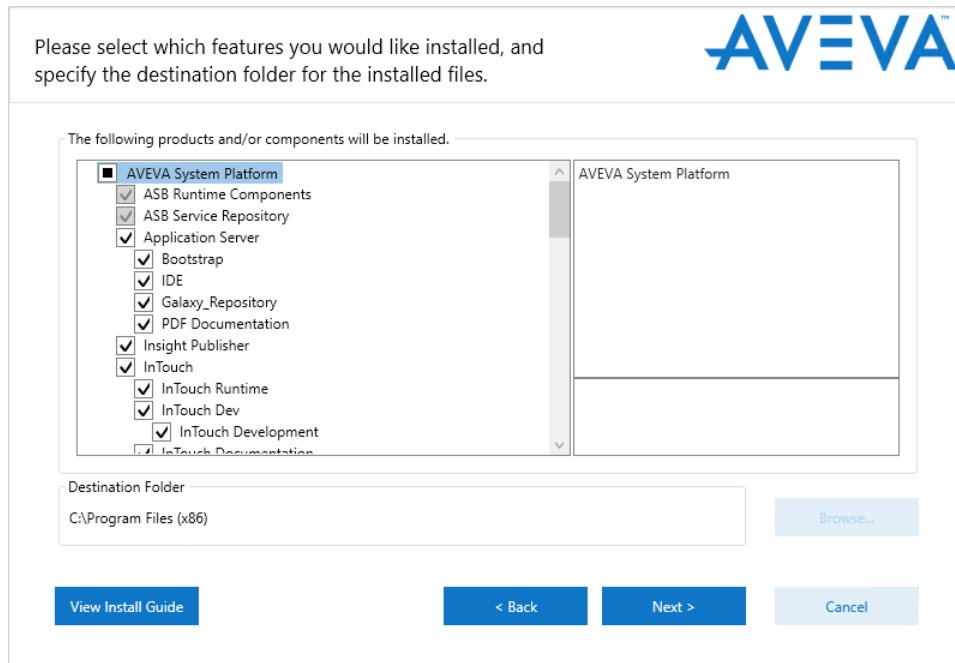 Please select which features you would like installed, and
specify the destination folder for the installed files.
AVEVA
The following products and/or components will be installed.
AVEVA System Platform
ASB Runtime Components
ASB Service Repository
Application Server
Bootstrap
IDE
Galaxy_Repository
PDF Documentation
Insight Publisher
InTouch
InTouch Runtime
InTouch Dev
InTouch Development
InTouch Documentation
AVEVA System Platform
Destination Folder
C:\Program Files (x86)
Browse...
View Install Guide
< Back
Next >
Cancel